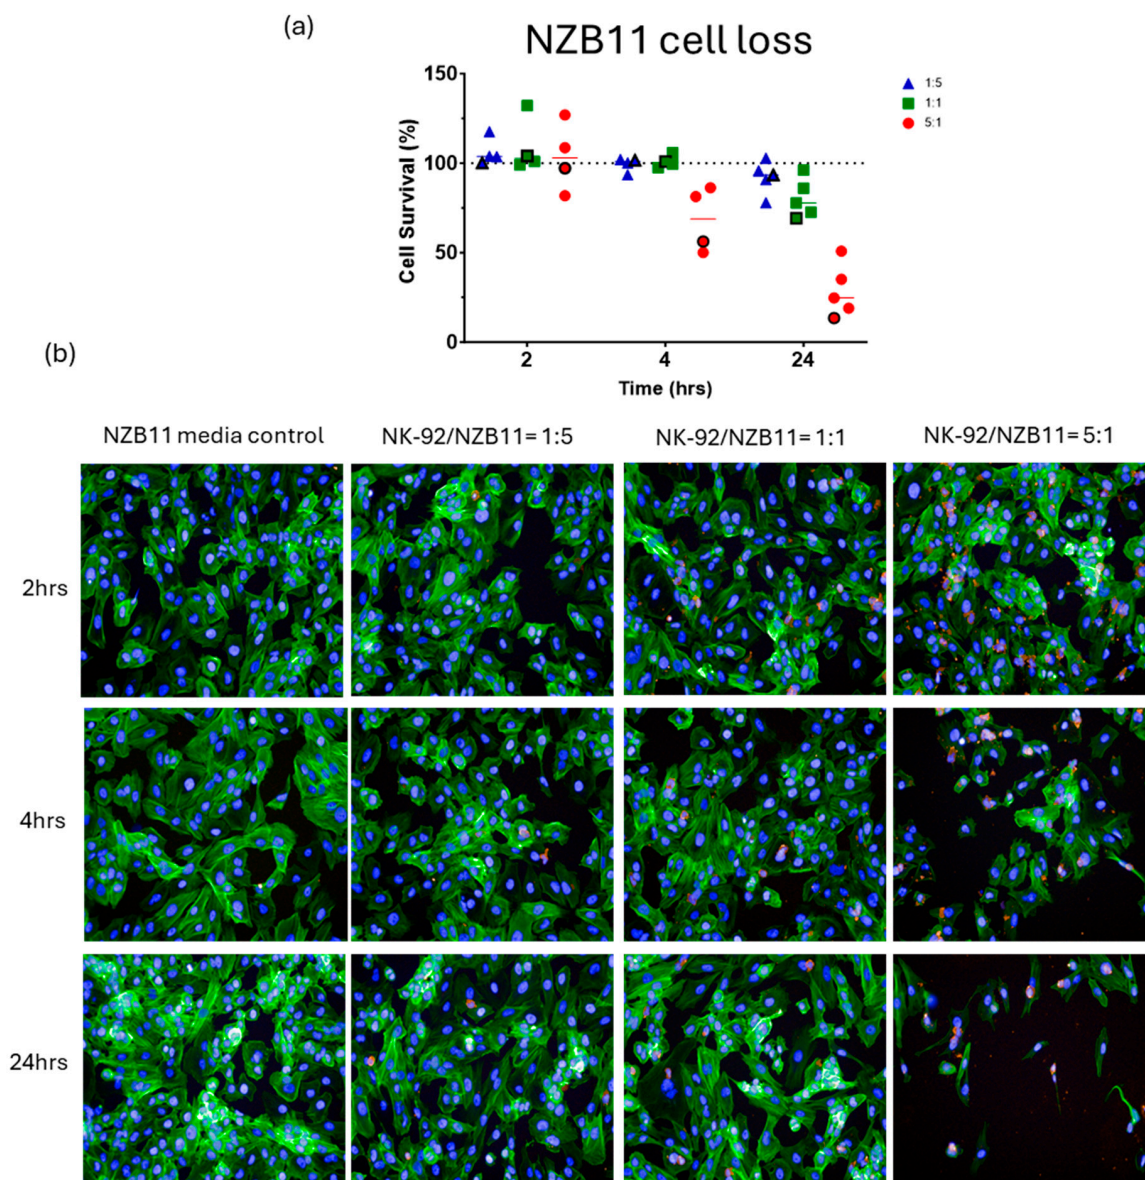 (a)
NZB11 cell loss
150
100
50
0
Cell Survival (%)
2
4
24
Time (hrs)
1:5
1:1
5:1
(b)
NZB11 media control
NK-92/NZB11= 1:5
NK-92/NZB11= 1:1
NK-92/NZB11= 5:1
2hrs
4hrs
24hrs